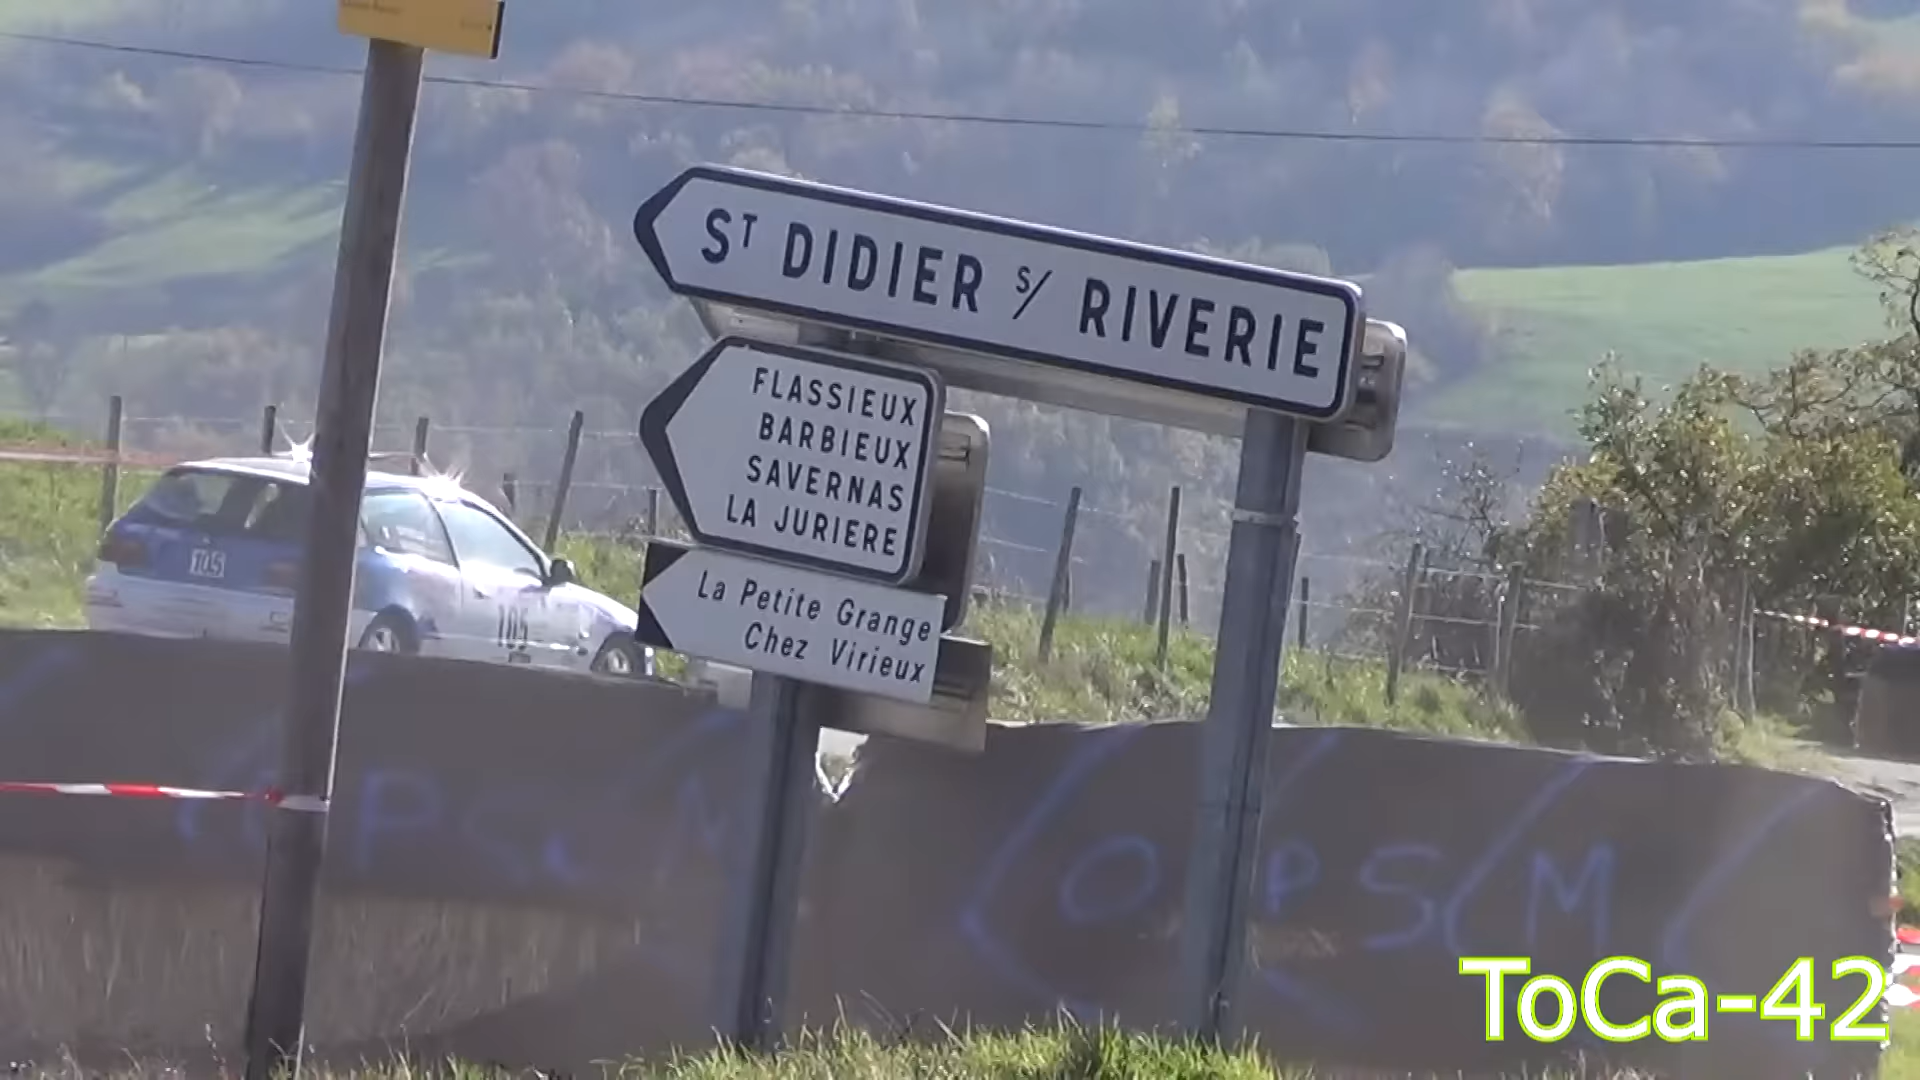 ST DIDIER S/ RIVERIE
FLASSIEUX
BARBIEUX
SAVERNAS
LA JURIERE
La Petite Grange
Chez Virieux
105
105
ToCa-42